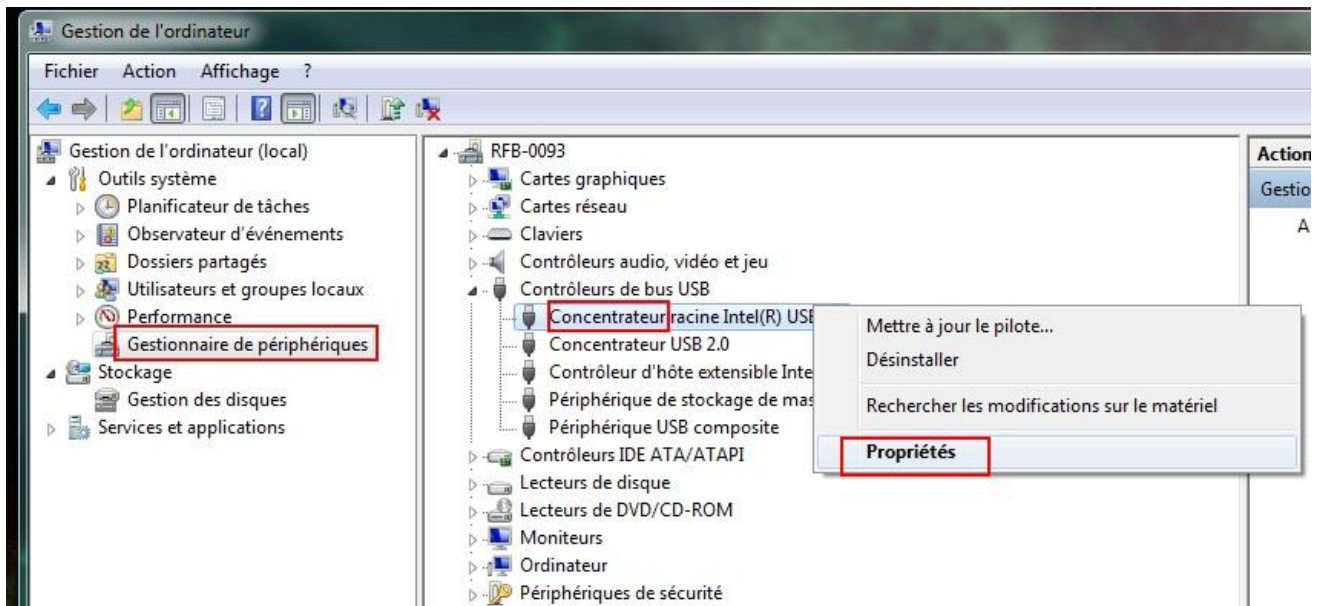 Gestion de l'ordinateur
Fichier Action Affichage ?
Gestion de l'ordinateur (local)
Outils système
Planificateur de tâches
Observateur d'événements
Dossiers partagés
Utilisateurs et groupes locaux
Performance
Gestionnaire de périphériques
Stockage
Gestion des disques
Services et applications
RFB-0093
Cartes graphiques
Cartes réseau
Claviers
Contrôleurs audio, vidéo et jeu
Contrôleurs de bus USB
Concentrateur racine Intel(R) USB
Concentrateur USB 2.0
Contrôleur d'hôte extensible Inte
Périphérique de stockage de mas
Périphérique USB composite
Contrôleurs IDE ATA/ATAPI
Lecteurs de disque
Lecteurs de DVD/CD-ROM
Moniteurs
Ordinateur
Périphériques de sécurité
Mettre à jour le pilote...
Désinstaller
Rechercher les modifications sur le matériel
Propriétés
Action
Gestio
A